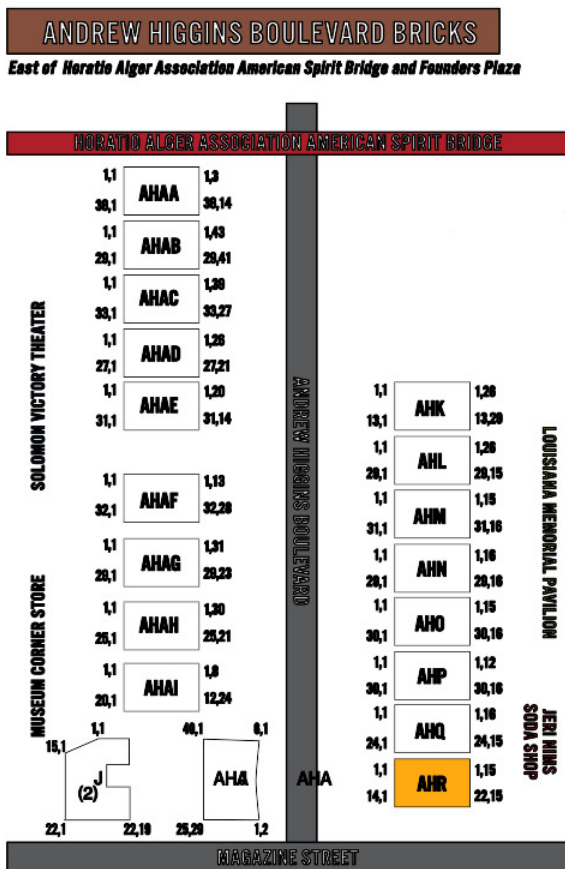 ANDREW HIGGINS BOULEVARD BRICKS
East of Horatio Alger Association American Spirit Bridge and Founders Plaza
HORATIO ALGER ASSOCIATION AMERICAN SPIRIT BRIDGE
SOLOMON VICTORY THEATER
MUSEUM CORNER STORE
1,1 AHAA 1,3
38,1 38,14
1,1 AHAB 1,43
29,1 29,41
1,1 AHAC 1,39
33,1 33,27
1,1 AHAD 1,26
27,1 27,21
1,1 AHAE 1,20
31,1 31,14
1,1 AHAF 1,13
32,1 32,28
1,1 AHAG 1,31
29,1 29,23
1,1 AHAH 1,30
25,1 25,21
1,1 AHAI 1,8
20,1 12,24
1,1
15,1
J
(2)
22,1 22,19
40,1 6,1
25,29 1,2
ANDREW HIGGINS BOULEVARD
AHA
1,1 AHK 1,26
13,1 13,29
1,1 AHL 1,26
29,1 29,15
1,1 AHM 1,15
31,1 31,16
1,1 AHN 1,16
29,1 29,16
1,1 AHO 1,15
30,1 30,16
1,1 AHP 1,12
30,1 30,16
1,1 AHQ 1,16
24,1 24,15
1,1 AHR 1,15
14,1 22,15
LOUISIANA MEMORIAL PAVILION
JERI NIMS
SODA SHOP
MAGAZINE STREET